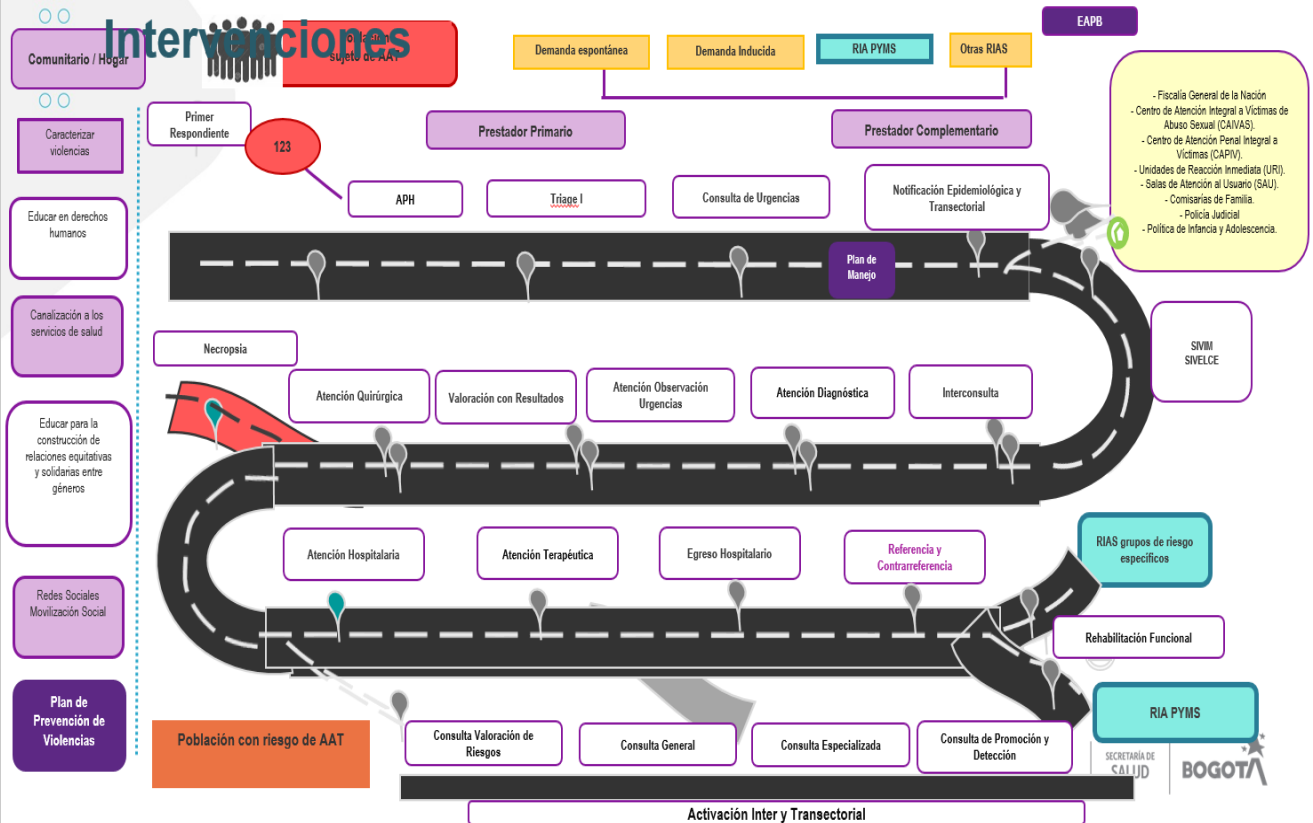 Intervenciones
sujeto de AAT
Comunitario / Hogar
EAPB
Demanda espontánea
Demanda Inducida
RIA PYMS
Otras RIAS
- Fiscalía General de la Nación
- Centro de Atención Integral a Víctimas de
Abuso Sexual (CAIVAS).
- Centro de Atención Penal Integral a
Víctimas (CAPIV).
- Unidades de Reacción Inmediata (URI).
- Salas de Atención al Usuario (SAU).
- Comisarías de Familia.
- Policía Judicial
- Política de Infancia y Adolescencia.
Caracterizar
violencias
Primer
Respondiente
123
Prestador Primario
Prestador Complementario
APH
Triage I
Consulta de Urgencias
Notificación Epidemiológica y
Transectorial
Educar en derechos
humanos
Plan de
Manejo
Canalización a los
servicios de salud
SIVIM
SIVELCE
Necropsia
Atención Quirúrgica
Valoración con Resultados
Atención Observación
Urgencias
Atención Diagnóstica
Interconsulta
Educar para la
construcción de
relaciones equitativas
y solidarias entre
géneros
Atención Hospitalaria
Atención Terapéutica
Egreso Hospitalario
Referencia y
Contrarreferencia
RIAS grupos de riesgo
específicos
Redes Sociales
Movilización Social
Rehabilitación Funcional
Plan de
Prevención de
Violencias
Población con riesgo de AAT
Consulta Valoración de
Riesgos
Consulta General
Consulta Especializada
Consulta de Promoción y
Detección
RIA PYMS
SECRETARÍA DE
SALUD
BOGOTÁ
Activación Inter y Transectorial